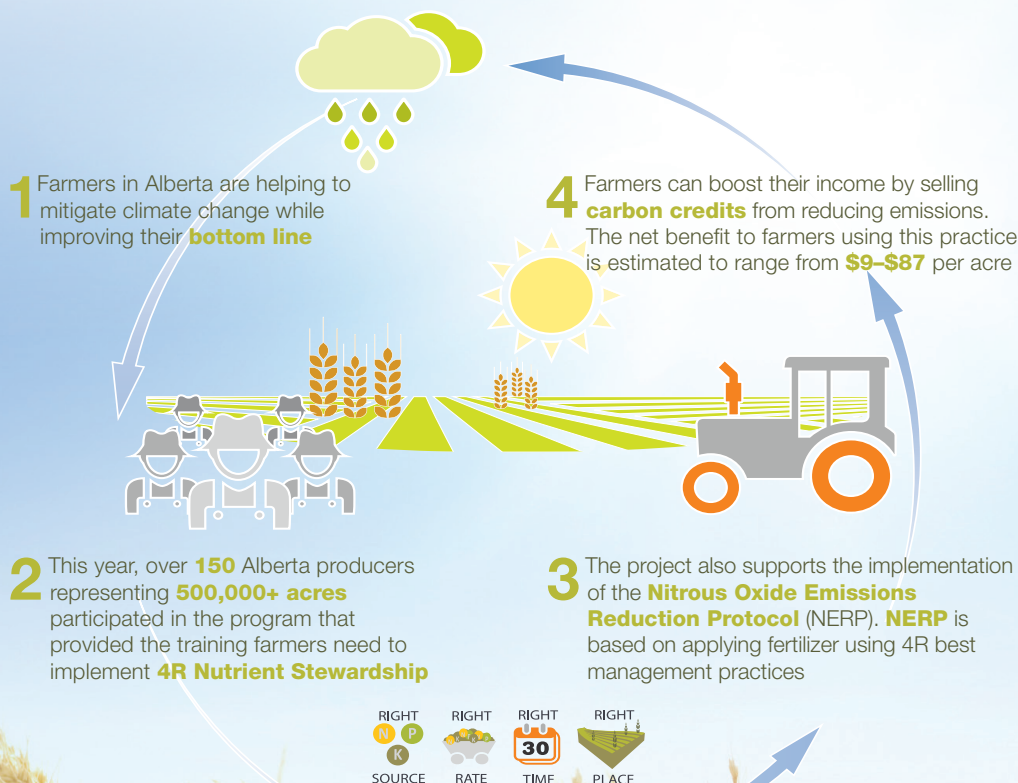 1 Farmers in Alberta are helping to
mitigate climate change while
improving their bottom line
2 This year, over 150 Alberta producers
representing 500,000+ acres
participated in the program that
provided the training farmers need to
implement 4R Nutrient Stewardship
3 The project also supports the implementation
of the Nitrous Oxide Emissions
Reduction Protocol (NERP). NERP is
based on applying fertilizer using 4R best
management practices
4 Farmers can boost their income by selling
carbon credits from reducing emissions.
The net benefit to farmers using this practice
is estimated to range from $9–$87 per acre
RIGHT
N P
K
SOURCE
RIGHT
RATE
RIGHT
30
TIME
RIGHT
PLACE